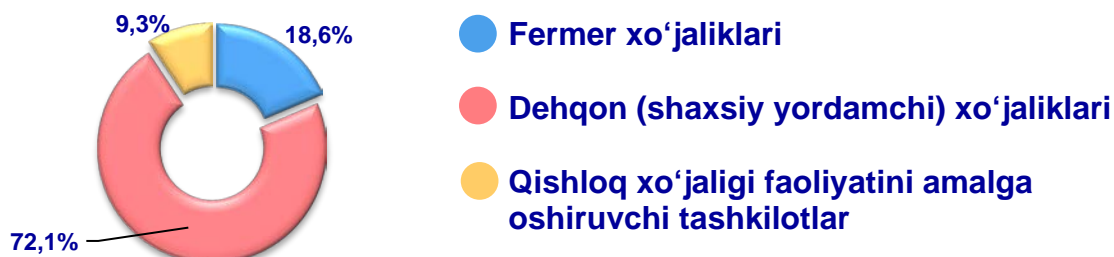 9,3%
18,6%
72,1%
Fermer xo‘jaliklari
Dehqon (shaxsiy yordamchi) xo‘jaliklari
Qishloq xo‘jaligi faoliyatini amalga
oshiruvchi tashkilotlar